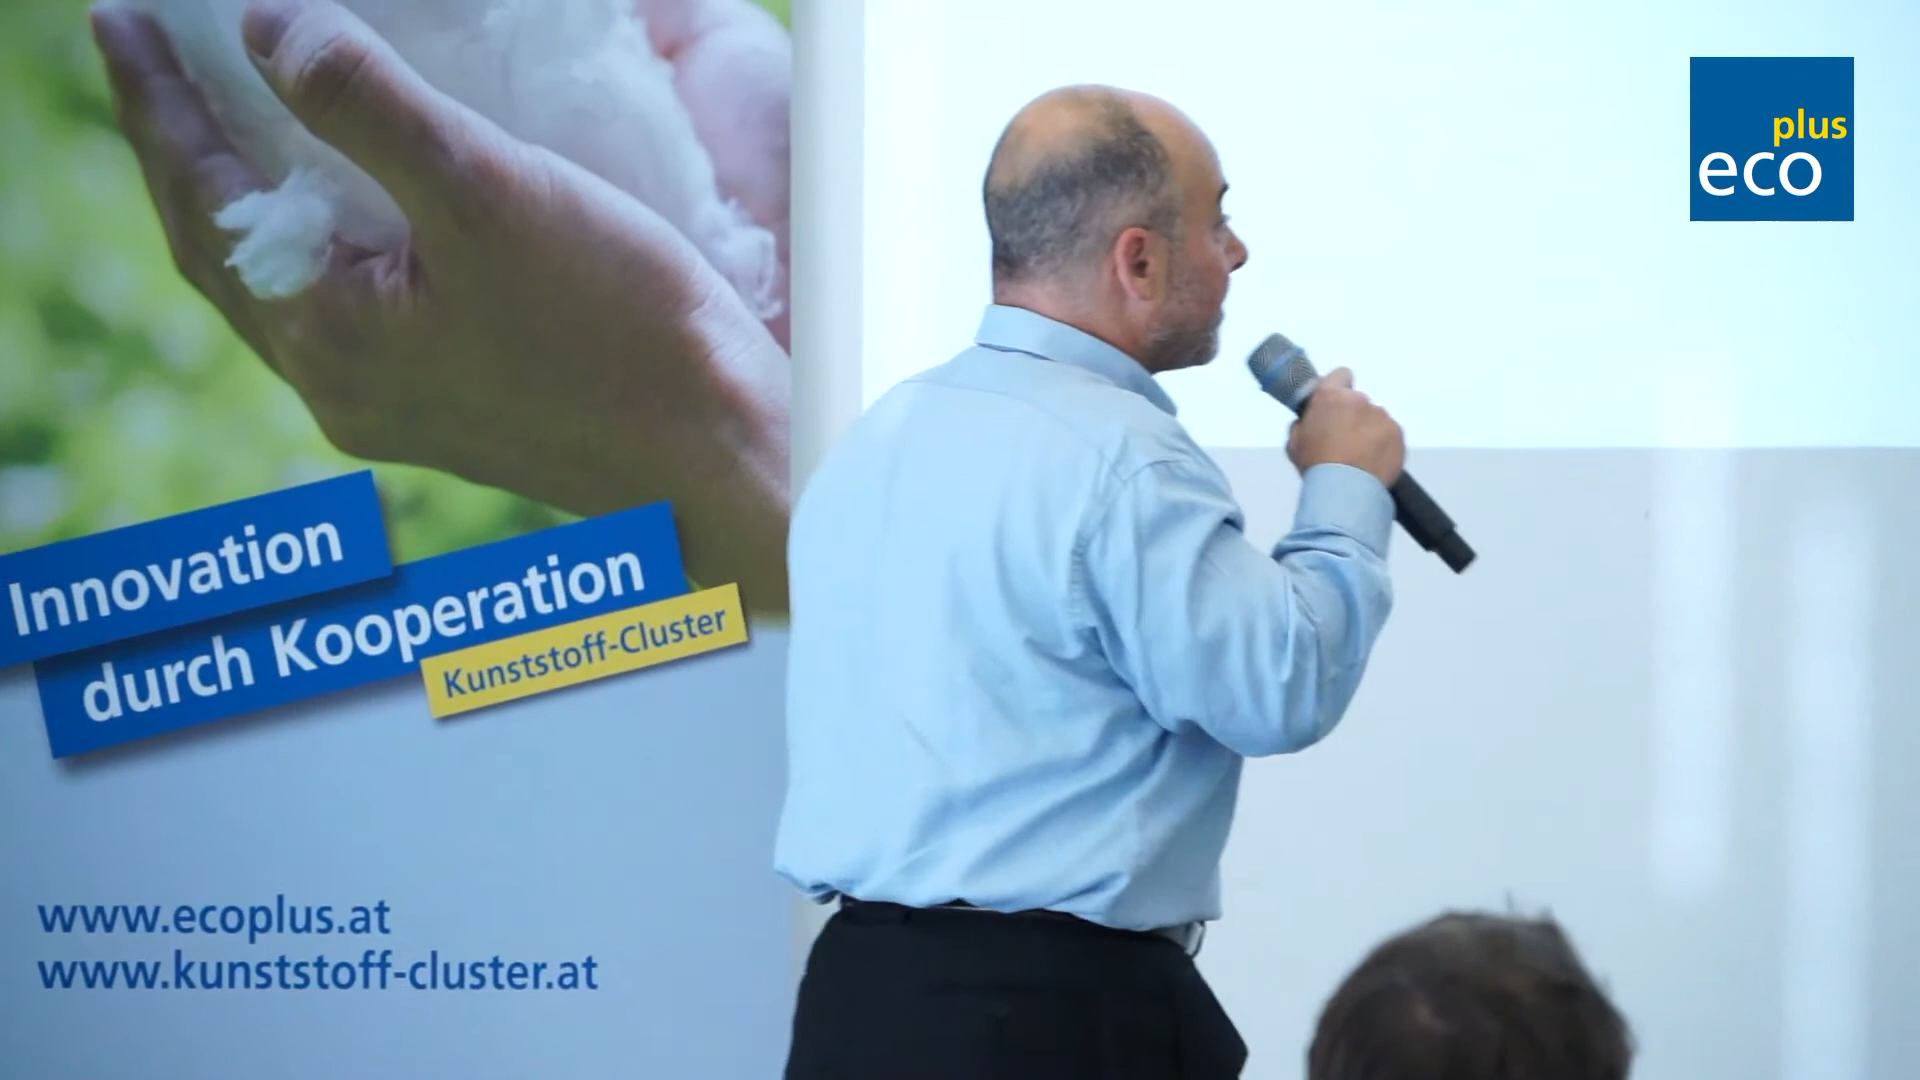 plus
eco
Innovation
durch Kooperation
Kunststoff-Cluster
www.ecoplus.at
www.kunststoff-cluster.at